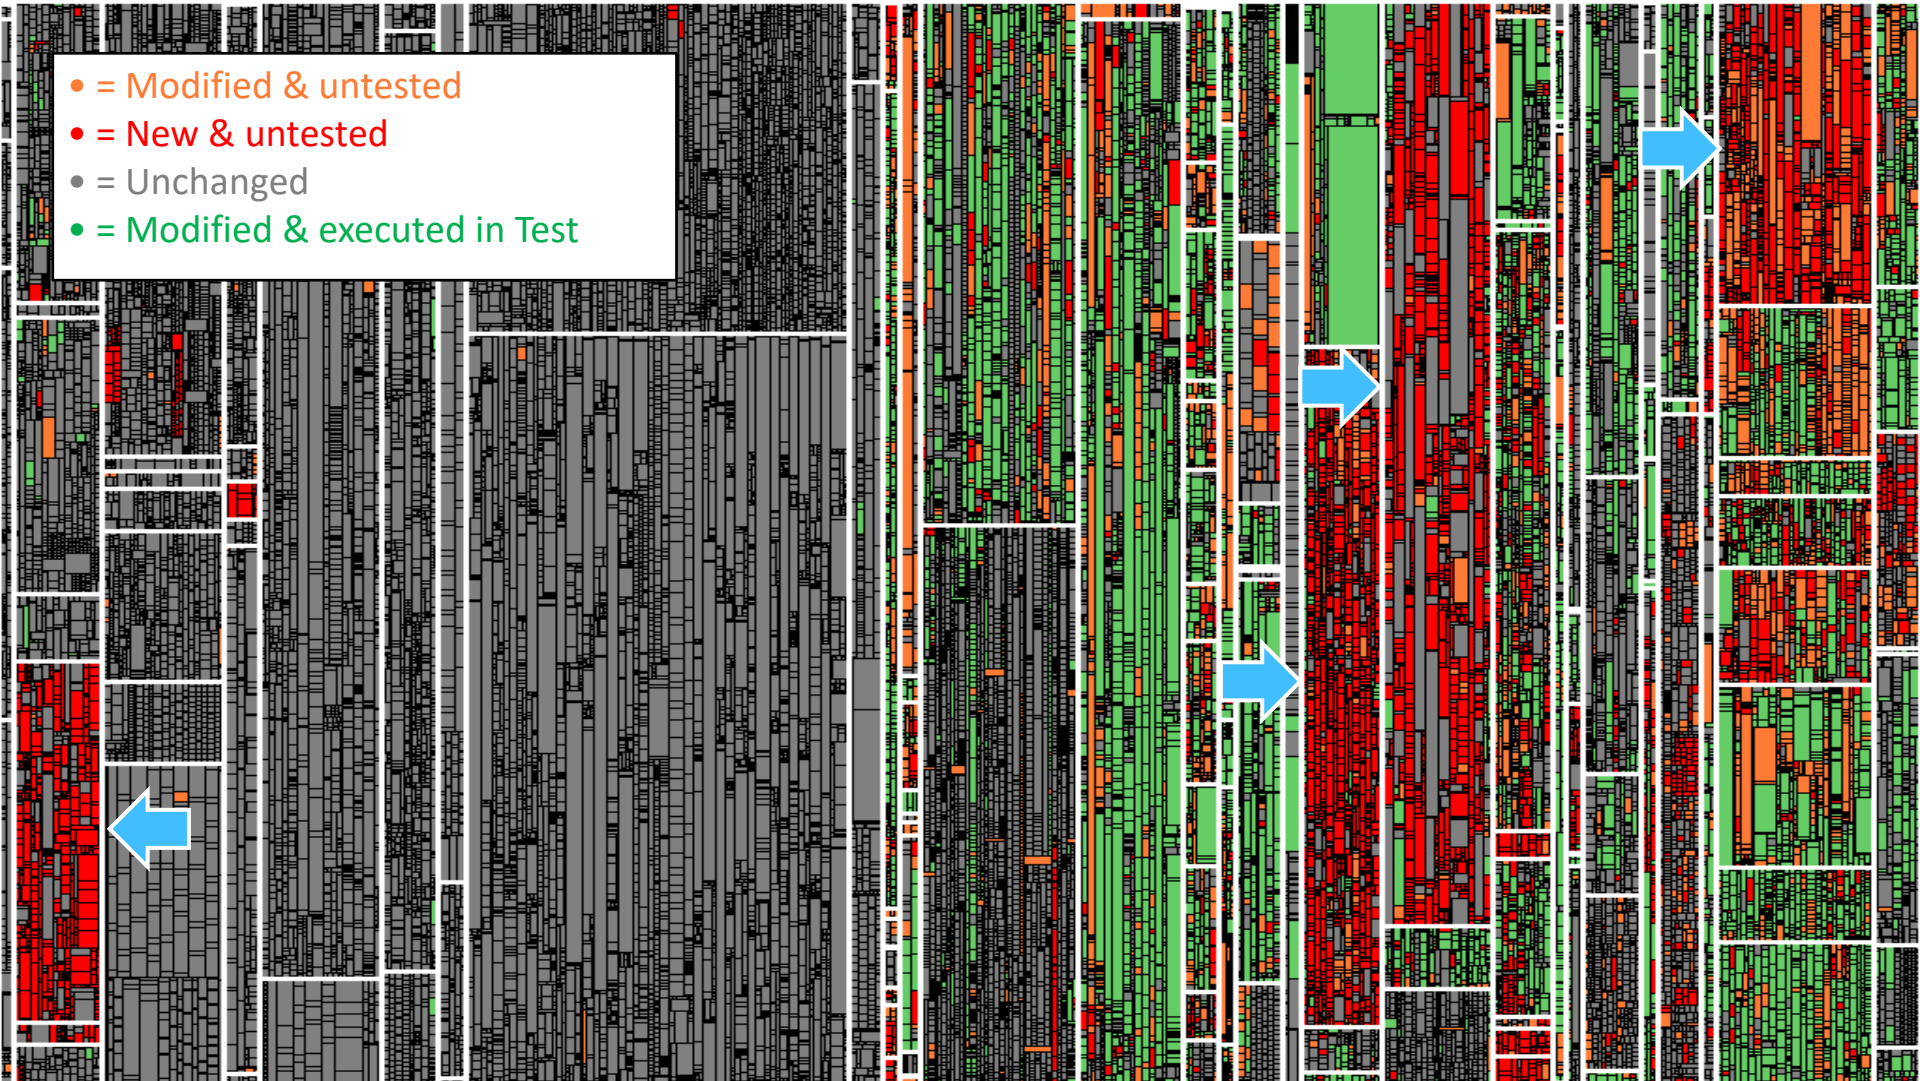 • = Modified & untested
• = New & untested
• = Unchanged
• = Modified & executed in Test